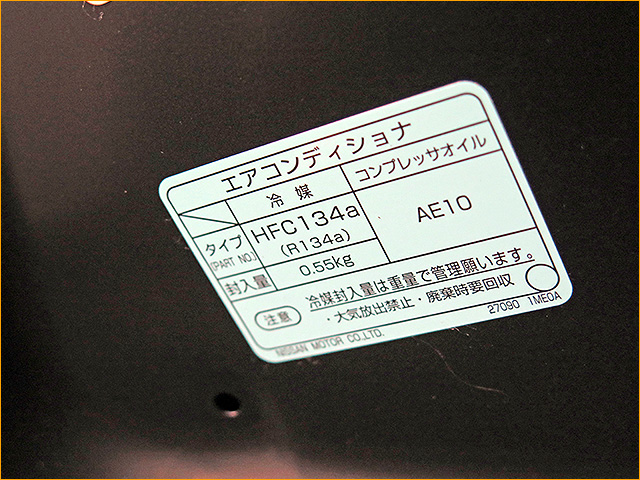 エアコンディショナ
冷媒 コンプレッサオイル
タイプ HFC134a AE10
(PART NO.) (R134a)
封入量 0.55kg
注意 冷媒封入量は重量で管理願います。
・大気放出禁止・廃棄時要回収
NISSAN MOTOR CO.,LTD. 27090 1ME0A